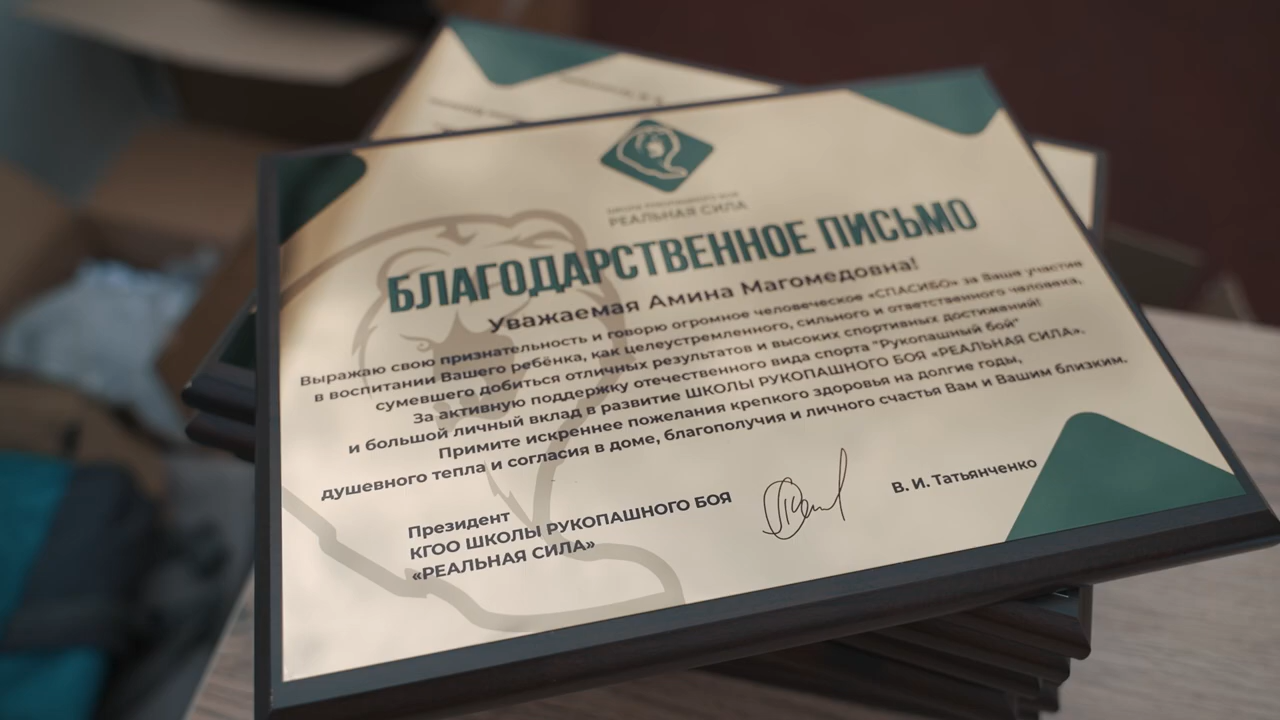 ШКОЛА РУКОПАШНОГО БОЯ
РЕАЛЬНАЯ СИЛА
БЛАГОДАРСТВЕННОЕ ПИСЬМО
Уважаемая Амина Магомедовна!
Выражаю свою признательность и говорю огромное человеческое «СПАСИБО» за Ваше участие
в воспитании Вашего ребёнка, как целеустремленного, сильного и ответственного человека,
сумевшего добиться отличных результатов и высоких спортивных достижений!
За активную поддержку отечественного вида спорта "Рукопашный бой"
и большой личный вклад в развитие ШКОЛЫ РУКОПАШНОГО БОЯ «РЕАЛЬНАЯ СИЛА».
Примите искреннее пожелания крепкого здоровья на долгие годы,
душевного тепла и согласия в доме, благополучия и личного счастья Вам и Вашим близким.
Президент
КГОО ШКОЛЫ РУКОПАШНОГО БОЯ
«РЕАЛЬНАЯ СИЛА»
В. И. Татьянченко